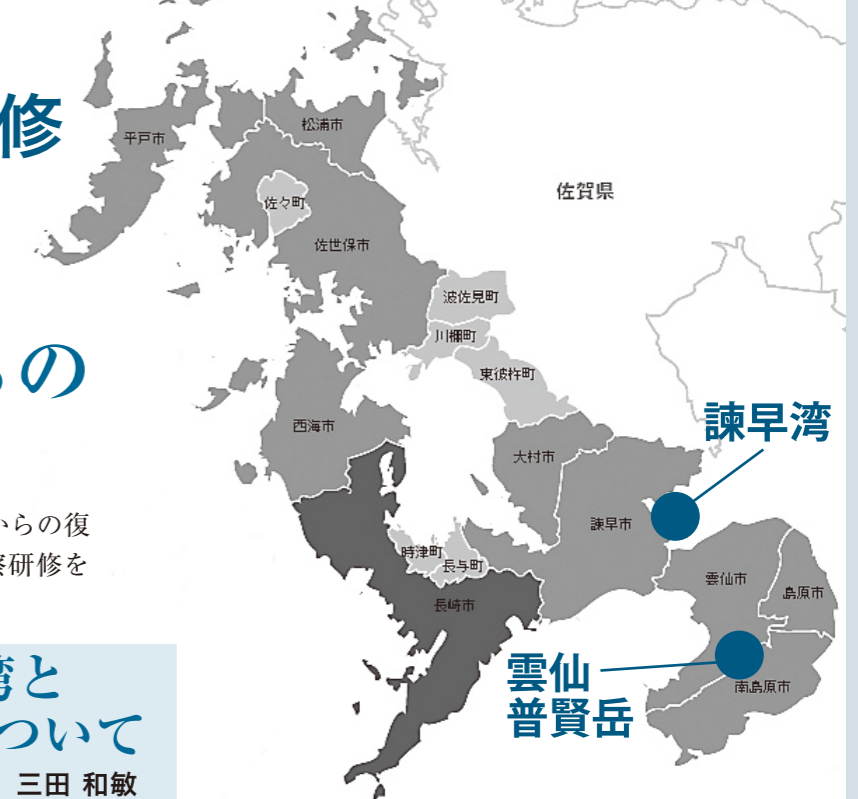 修
の
からの復
察研修を
湾と
ついて
三田 和敏
平戸市
松浦市
佐々町
佐世保市
佐賀県
波佐見町
川棚町
東彼杵町
西海市
大村市
諫早湾
諫早市
時津町
長与町
長崎市
雲仙市
島原市
雲仙
普賢岳
南島原市